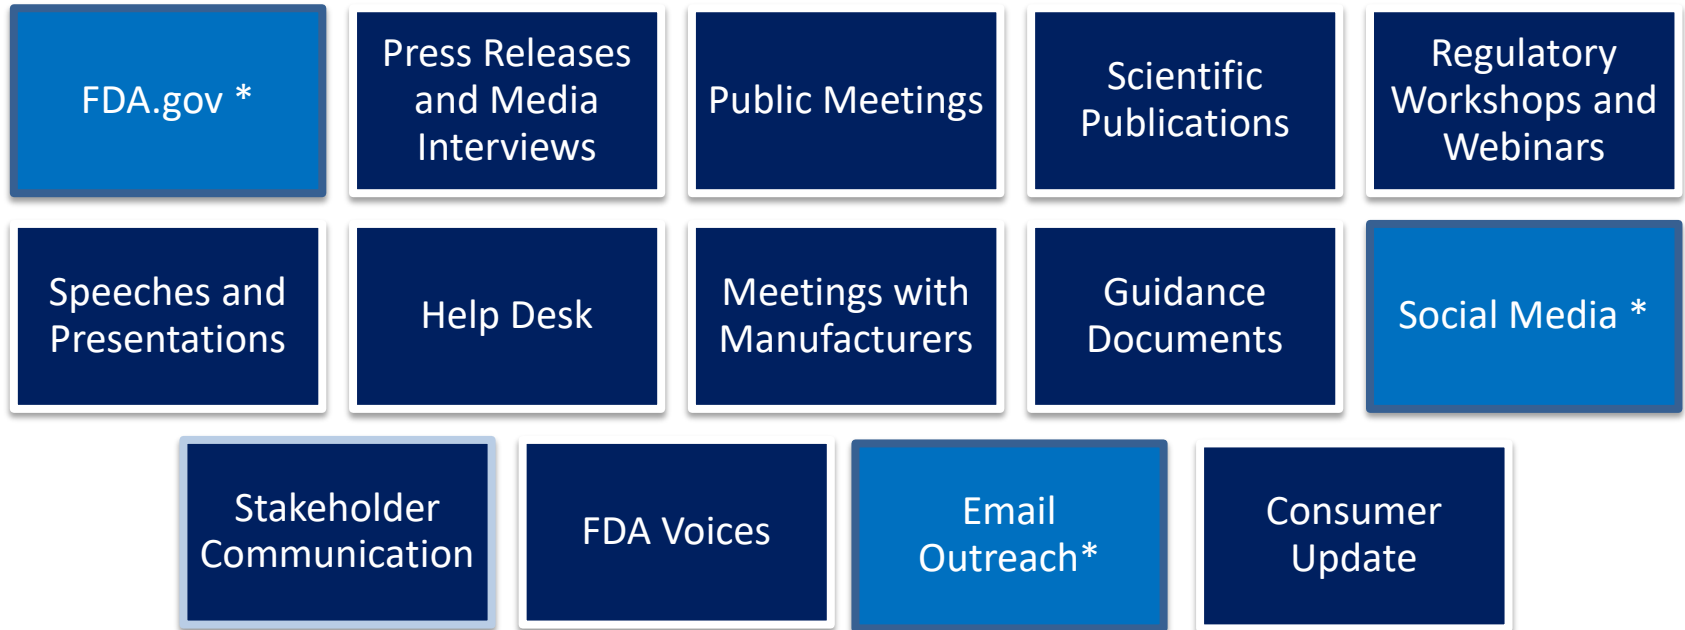 FDA.gov *
Press Releases
and Media
Interviews
Public Meetings
Scientific
Publications
Regulatory
Workshops and
Webinars
Speeches and
Presentations
Help Desk
Meetings with
Manufacturers
Guidance
Documents
Social Media *
Stakeholder
Communication
FDA Voices
Email
Outreach*
Consumer
Update